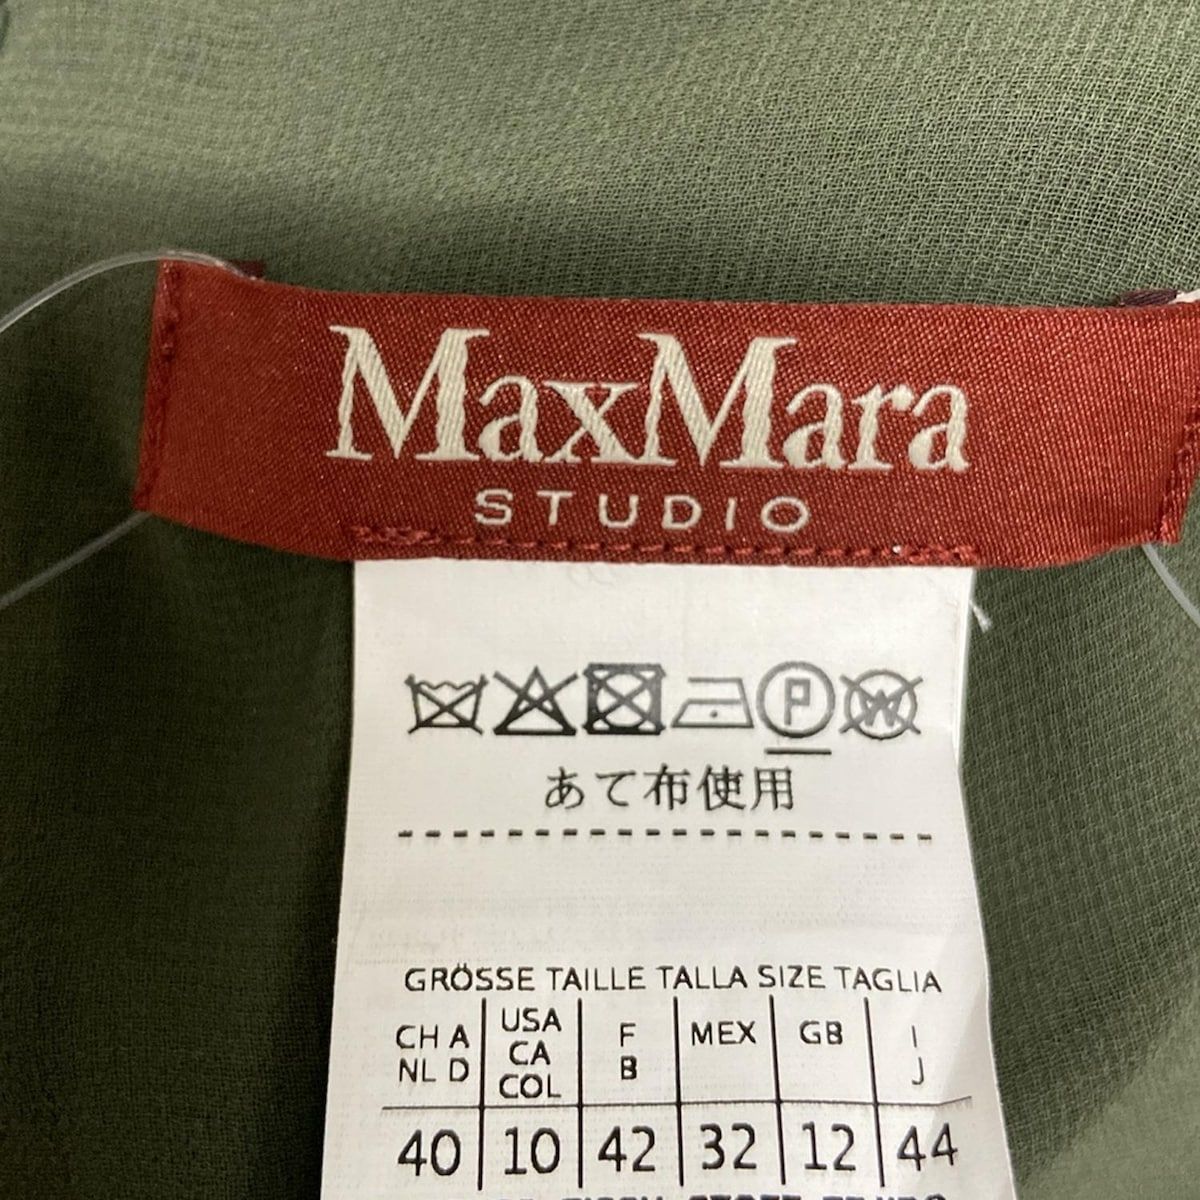 MaxMara
STUDIO
P W
あて布使用
GRÖSSE TAILLE TALLA SIZE TAGLIA
CH A NL D USA CA COL F B MEX GB I J
40 10 42 32 12 44